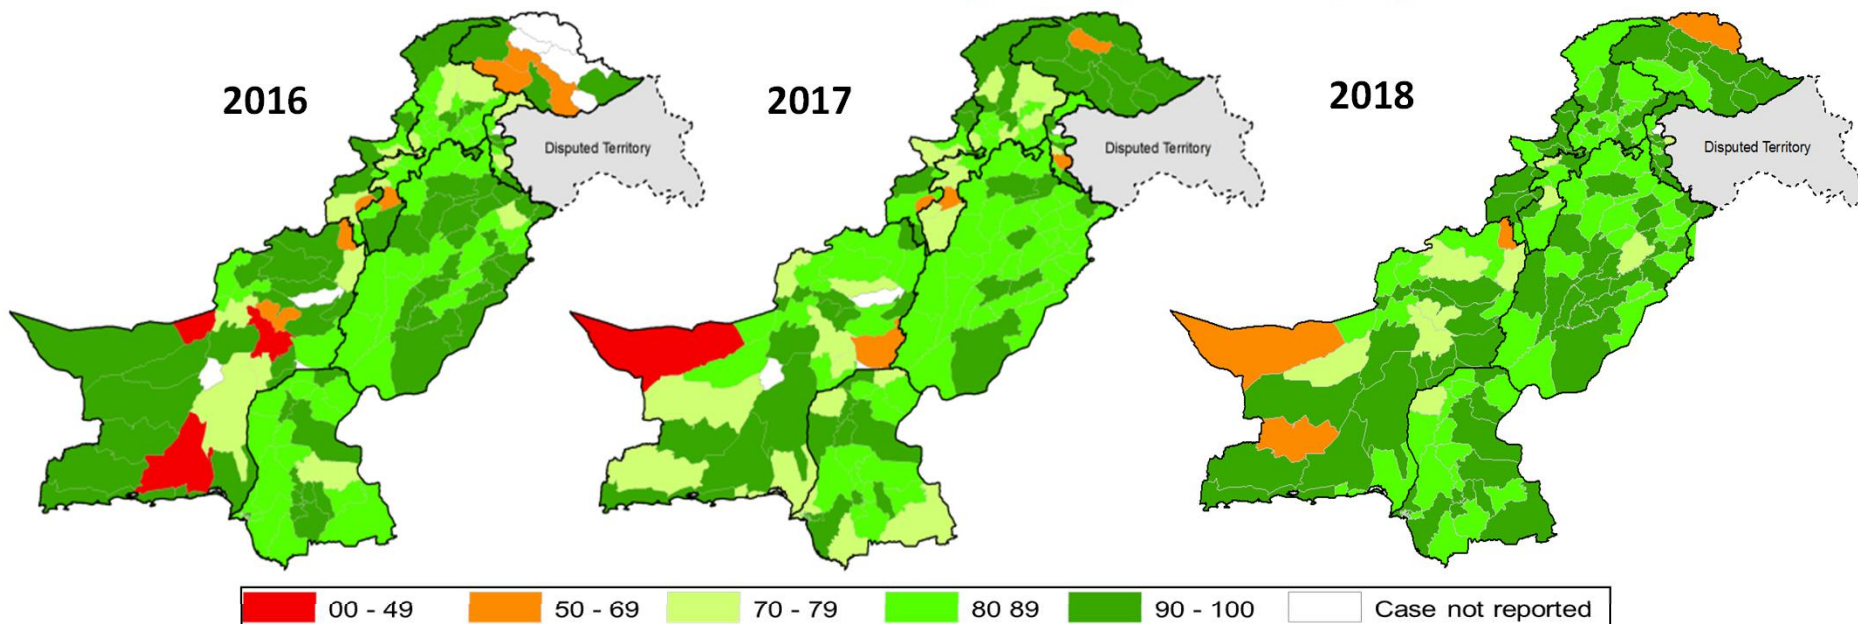 2016
2017
2018
Disputed Territory
Disputed Territory
Disputed Territory
00 - 49
50 - 69
70 - 79
80 89
90 - 100
Case not reported